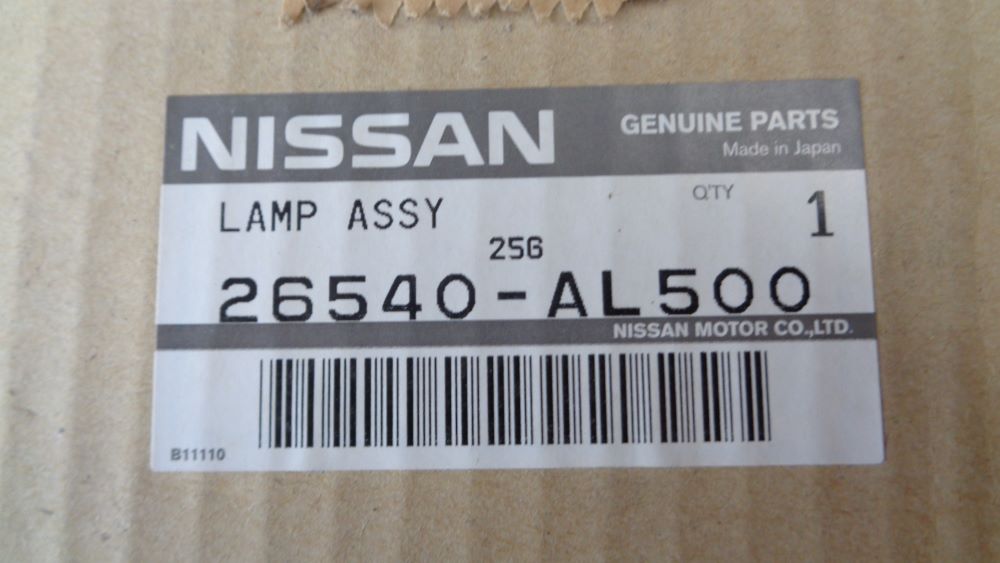 NISSAN
GENUINE PARTS
Made in Japan
LAMP ASSY
Q'TY
1
25G
26540-AL500
NISSAN MOTOR CO.,LTD.
B11110